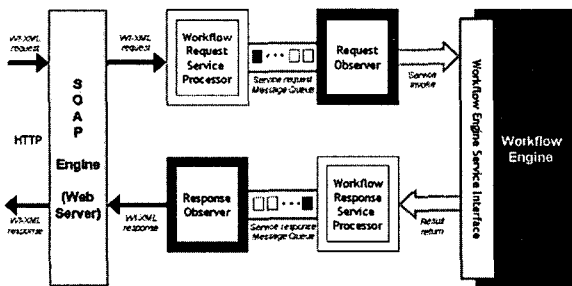 Wf-XML
request
Wf-XML
request
Workflow
Request
Service
Processor
Service request
Message Queue
Request
Observer
Service
Invoke
HTTP
SOAP
Engine
(Web
Server)
Workflow Engine Service Interface
Workflow
Engine
Wf-XML
response
Wf-XML
response
Response
Observer
Service response
Message Queue
Workflow
Response
Service
Processor
Result
return